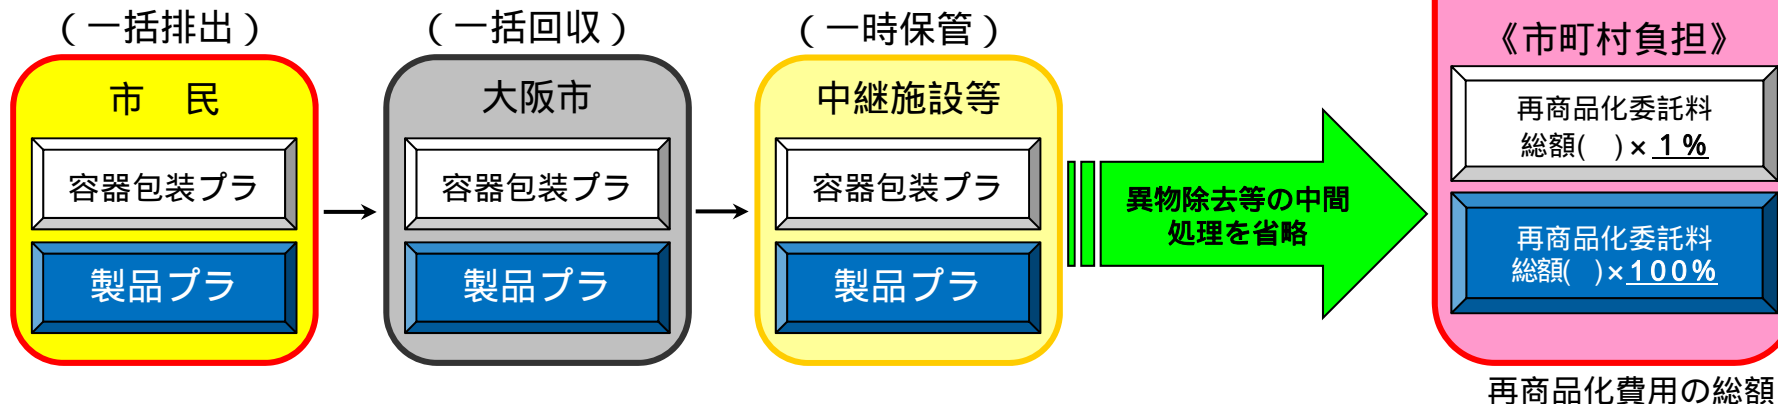 （一括排出）
市　民
容器包装プラ
製品プラ
（一括回収）
大阪市
容器包装プラ
製品プラ
（一時保管）
中継施設等
容器包装プラ
製品プラ
異物除去等の中間
処理を省略
《市町村負担》
再商品化委託料
総額(　)×１％
再商品化委託料
総額(　)×１００％
再商品化費用の総額